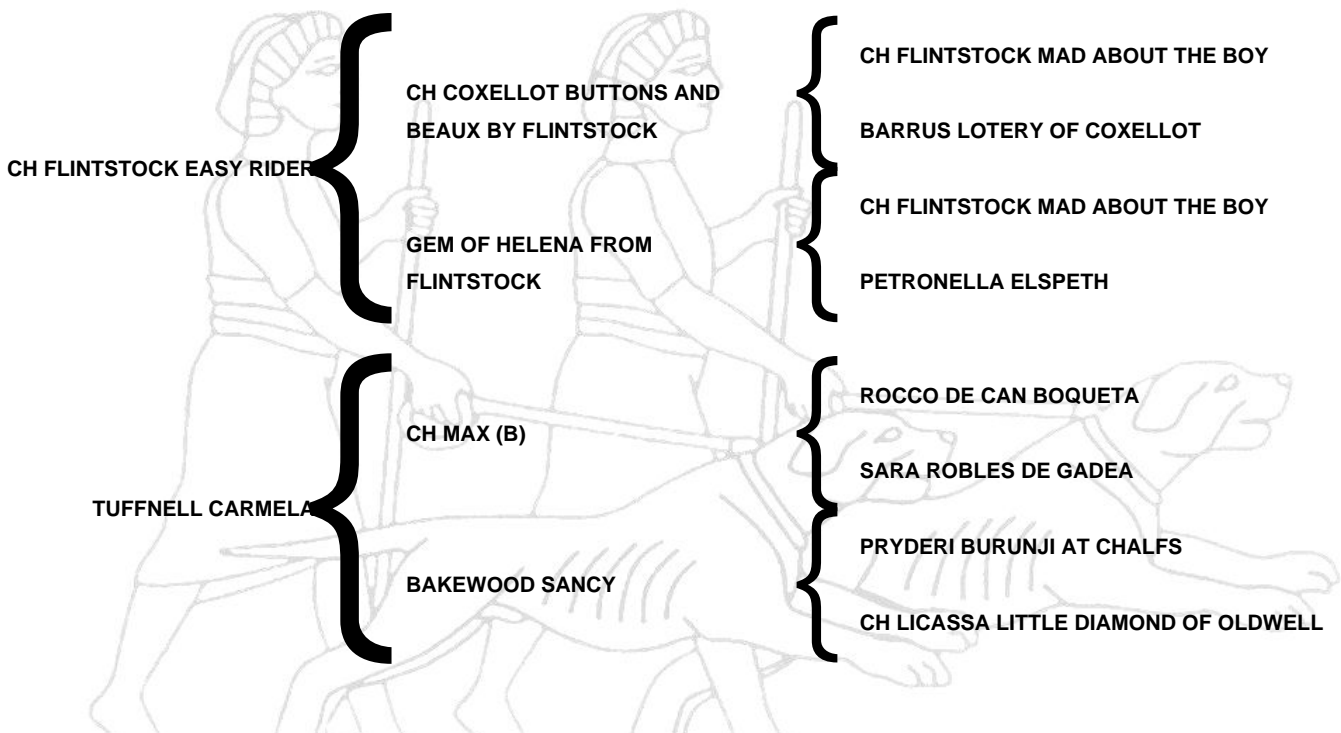 CH FLINTSTOCK EASY RIDER
CH COXELLOT BUTTONS AND
BEAUX BY FLINTSTOCK
CH FLINTSTOCK MAD ABOUT THE BOY
BARRUS LOTERY OF COXELLOT
GEM OF HELENA FROM
FLINTSTOCK
CH FLINTSTOCK MAD ABOUT THE BOY
PETRONELLA ELSPETH
TUFFNELL CARMELA
CH MAX (B)
ROCCO DE CAN BOQUETA
SARA ROBLES DE GADEA
BAKEWOOD SANCY
PRYDERI BURUNJI AT CHALFS
CH LICASSA LITTLE DIAMOND OF OLDWELL